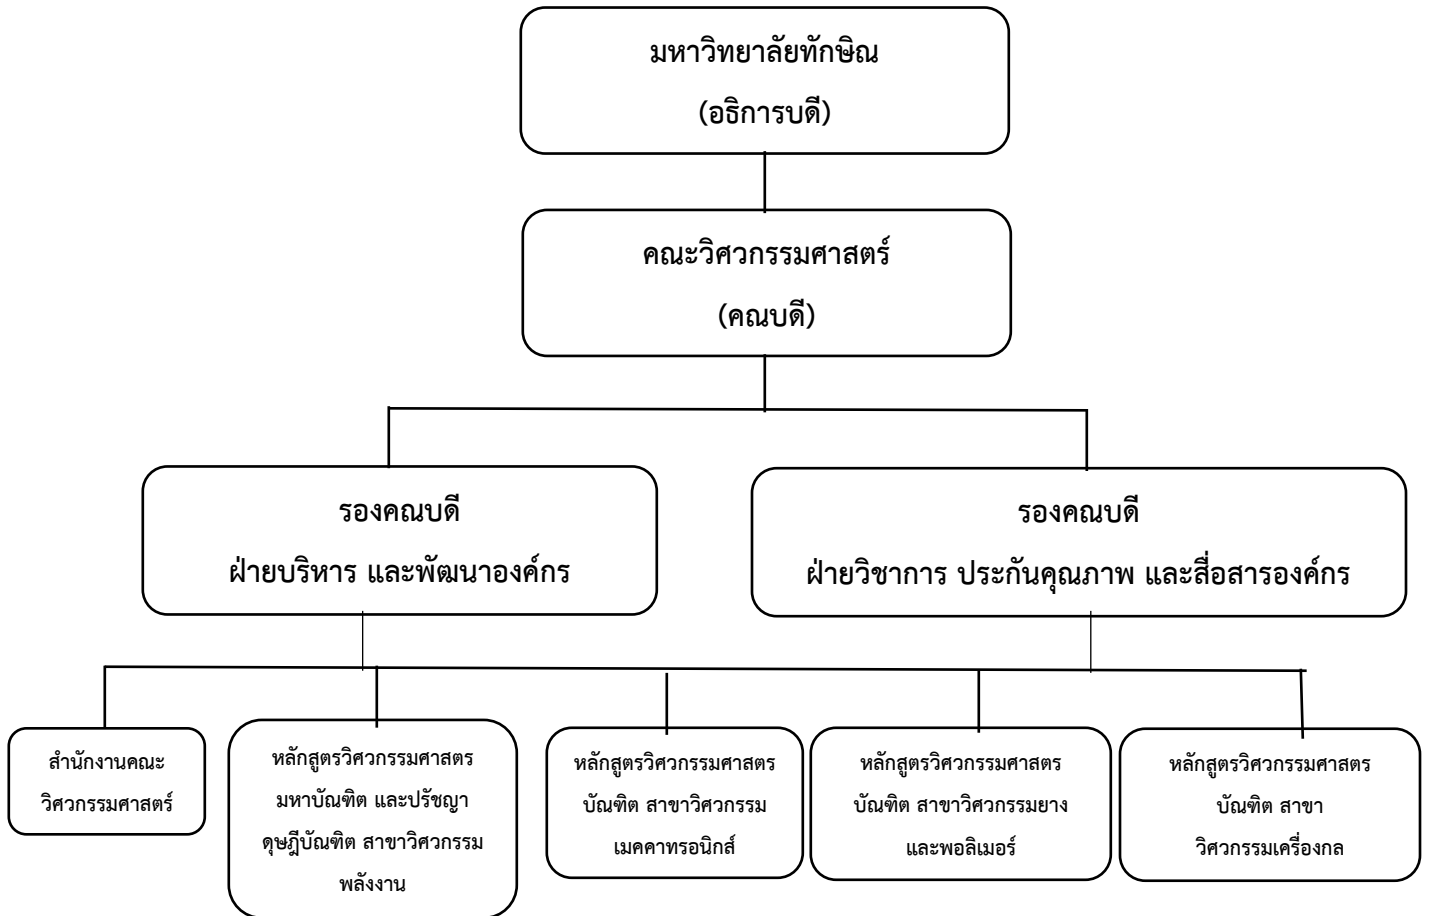 มหาวิทยาลัยทักษิณ
(อธิการบดี)
คณะวิศวกรรมศาสตร์
(คณบดี)
รองคณบดี
ฝ่ายบริหาร และพัฒนาองค์กร
รองคณบดี
ฝ่ายวิชาการ ประกันคุณภาพ และสื่อสารองค์กร
สำนักงานคณะ
วิศวกรรมศาสตร์
หลักสูตรวิศวกรรมศาสตร
มหาบัณฑิต และปรัชญา
ดุษฎีบัณฑิต สาขาวิศวกรรม
พลังงาน
หลักสูตรวิศวกรรมศาสตร
บัณฑิต สาขาวิศวกรรม
เมคคาทรอนิกส์
หลักสูตรวิศวกรรมศาสตร
บัณฑิต สาขาวิศวกรรมยาง
และพอลิเมอร์
หลักสูตรวิศวกรรมศาสตร
บัณฑิต สาขา
วิศวกรรมเครื่องกล